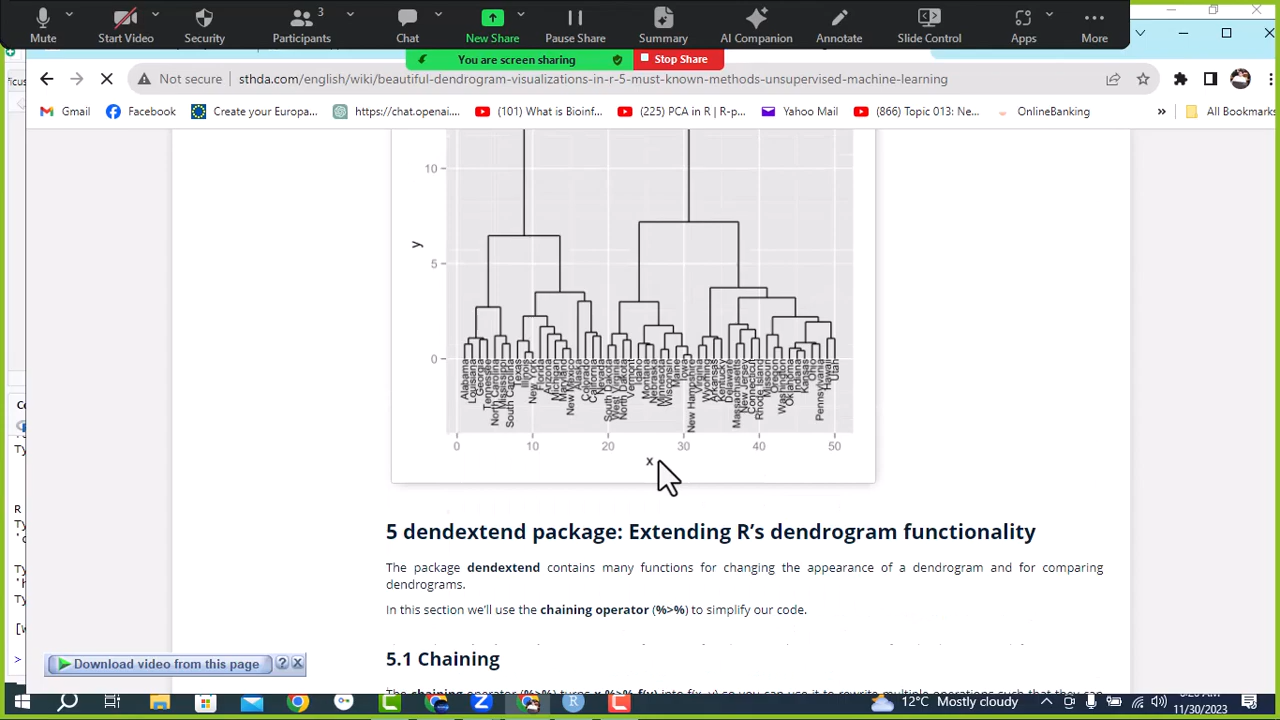 Mute
Start Video
Security
Participants
3
Chat
New Share
Pause Share
Summary
AI Companion
Annotate
Slide Control
Apps
More
You are screen sharing
Stop Share
Not secure
sthda.com/english/wiki/beautiful-dendrogram-visualizations-in-r-5-must-known-methods-unsupervised-machine-learning
Gmail
Facebook
Create your Europa...
https://chat.openai....
(101) What is Bioinf...
(225) PCA in R | R-p...
Yahoo Mail
(866) Topic 013: Ne...
OnlineBanking
»
All Bookmarks
10
y
5
0
Alabama
Louisiana
Georgia
Tennessee
North Carolina
Mississippi
South Carolina
Texas
Illinois
New York
Florida
Arizona
Michigan
Maryland
New Mexico
Alaska
Colorado
California
Nevada
South Dakota
West Virginia
North Dakota
Vermont
Idaho
Montana
Nebraska
Minnesota
Wisconsin
Maine
Iowa
New Hampshire
Virginia
Wyoming
Arkansas
Kentucky
Delaware
Massachusetts
New Jersey
Connecticut
Rhode Island
Missouri
Oregon
Washington
Oklahoma
Indiana
Kansas
Ohio
Pennsylvania
Hawaii
Utah
0 10 20 30 40 50
x
5 dendextend package: Extending R's dendrogram functionality
The package dendextend contains many functions for changing the appearance of a dendrogram and for comparing
dendrograms.
In this section we'll use the chaining operator (%>%) to simplify our code.
5.1 Chaining
Download video from this page
12°C Mostly cloudy
11/30/2023